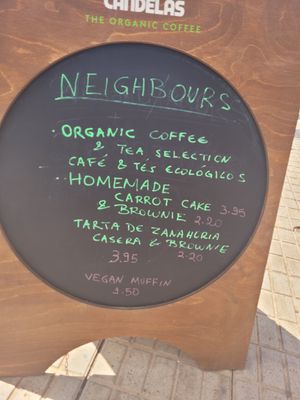 CANDELAS
THE ORGANIC COFFEE
NEIGHBOURS
• ORGANIC COFFEE
& TEA SELECTION
CAFÉ & TÉS ECOLÓGICOS
• HOMEMADE
CARROT CAKE 3.95
& BROWNIE 2.20
TARTA DE ZANAHORIA
CASERA & BROWNIE
3.95 2.20
VEGAN MUFFIN
2.50